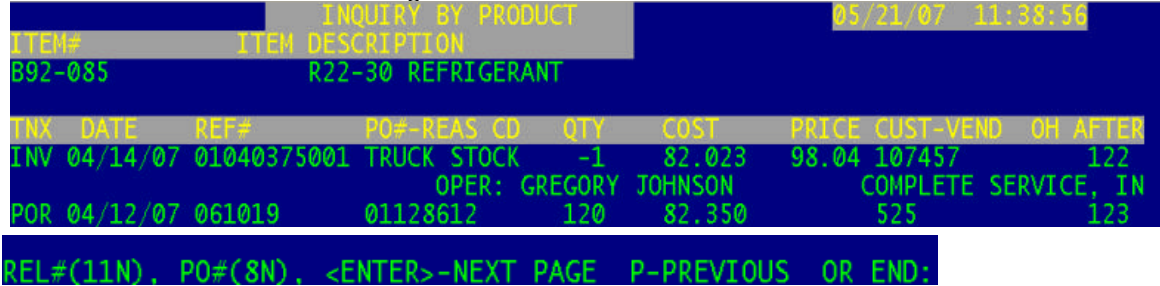 INQUIRY BY PRODUCT 05/21/07 11:38:56
ITEM# ITEM DESCRIPTION
B92-085 R22-30 REFRIGERANT
TNX DATE REF# PO#-REAS CD QTY COST PRICE CUST-VEND OH AFTER
INV 04/14/07 01040375001 TRUCK STOCK -1 82.023 98.04 107457 122
OPER: GREGORY JOHNSON COMPLETE SERVICE, IN
POR 04/12/07 061019 01128612 120 82.350 525 123
REL#(11N), PO#(8N), <ENTER>-NEXT PAGE P-PREVIOUS OR END: